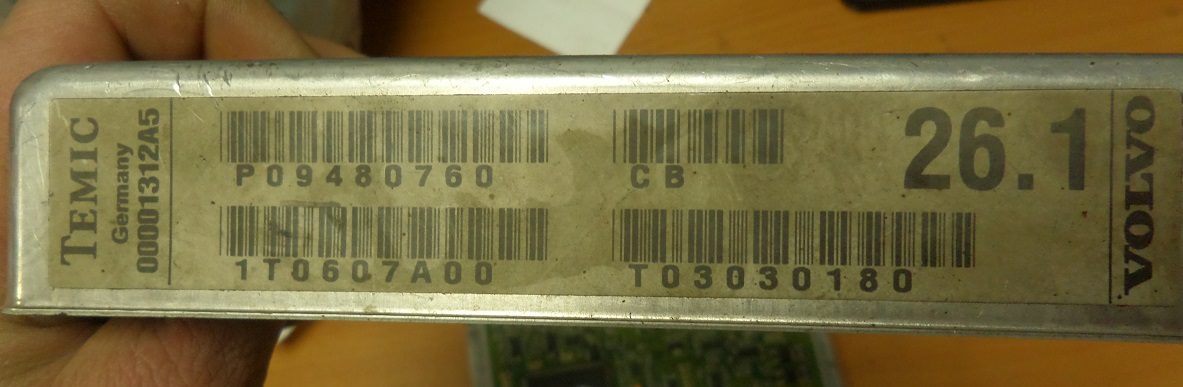 TEMIC
Germany
00001312A5
P09480760
CB
26.1
1T0607A00
T03030180
VOLVO